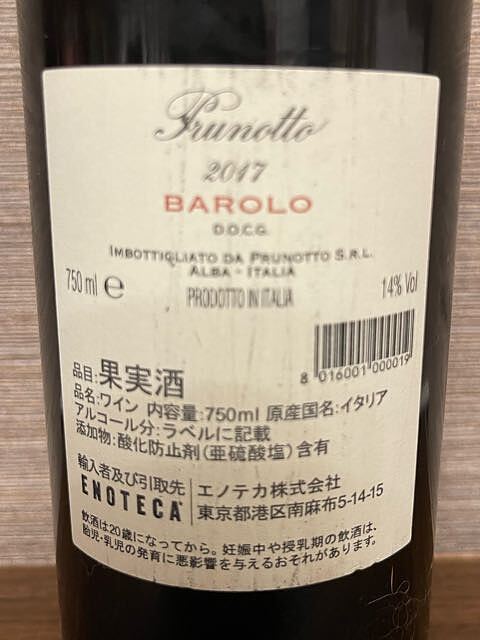 Prunotto
2017
BAROLO
D.O.C.G.
IMBOTTIGLIATO DA PRUNOTTO S.R.L.
ALBA - ITALIA
750 ml e
PRODOTTO IN ITALIA
14% Vol
8 016001 000019
品目:果実酒
品名:ワイン 内容量:750ml 原産国名:イタリア
アルコール分:ラベルに記載
添加物:酸化防止剤(亜硫酸塩)含有
輸入者及び引取先
ENOTECA
エノテカ株式会社
東京都港区南麻布5-14-15
飲酒は20歳になってから。妊娠中や授乳期の飲酒は、
胎児・乳児の発育に悪影響を与えるおそれがあります。